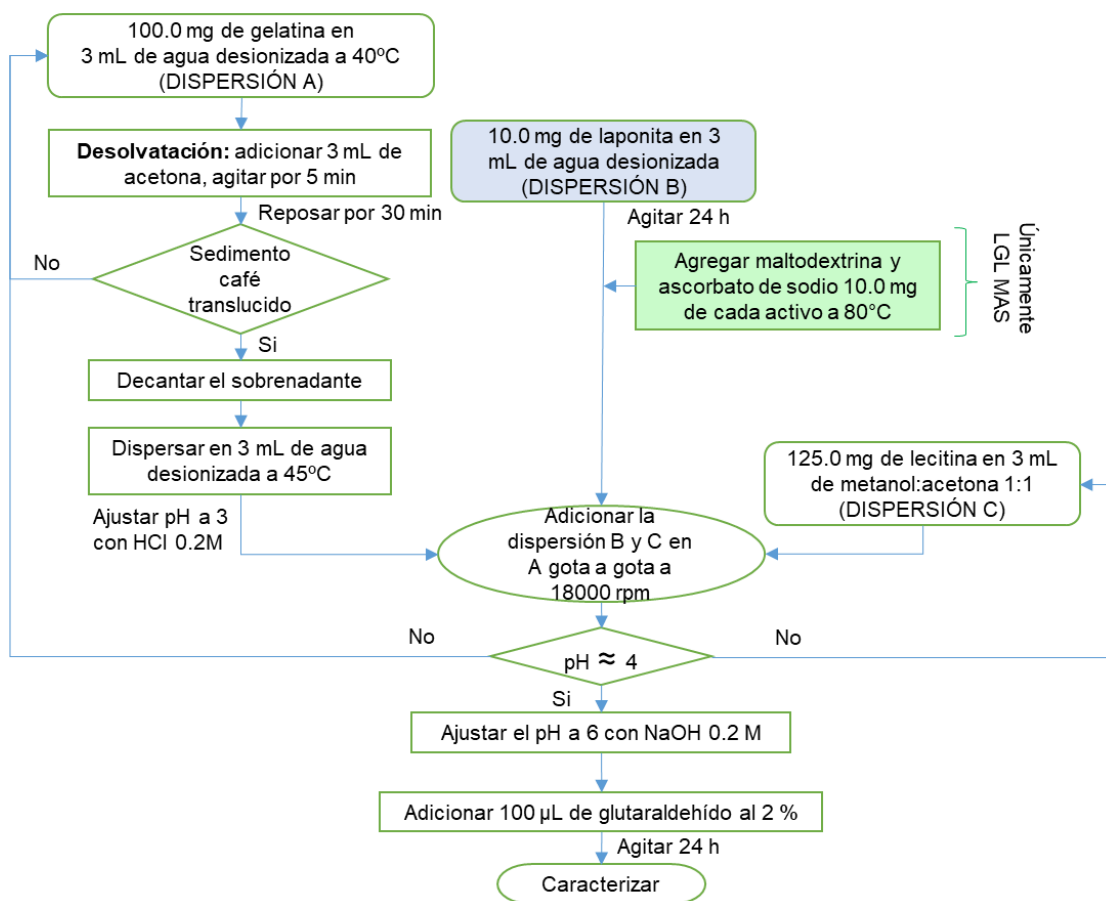 100.0 mg de gelatina en
3 mL de agua desionizada a 40ºC
(DISPERSIÓN A)
Desolvatación: adicionar 3 mL de
acetona, agitar por 5 min
Reposar por 30 min
No
Sedimento
café
translucido
Si
Decantar el sobrenadante
Dispersar en 3 mL de agua
desionizada a 45ºC
Ajustar pH a 3
con HCl 0.2M
10.0 mg de laponita en 3
mL de agua desionizada
(DISPERSIÓN B)
Agitar 24 h
Agregar maltodextrina y
ascorbato de sodio 10.0 mg
de cada activo a 80°C
Únicamente
LGL MAS
125.0 mg de lecitina en 3 mL
de metanol:acetona 1:1
(DISPERSIÓN C)
Adicionar la
dispersión B y C en
A gota a gota a
18000 rpm
No
pH ≈ 4
No
Si
Ajustar el pH a 6 con NaOH 0.2 M
Adicionar 100 µL de glutaraldehído al 2 %
Agitar 24 h
Caracterizar